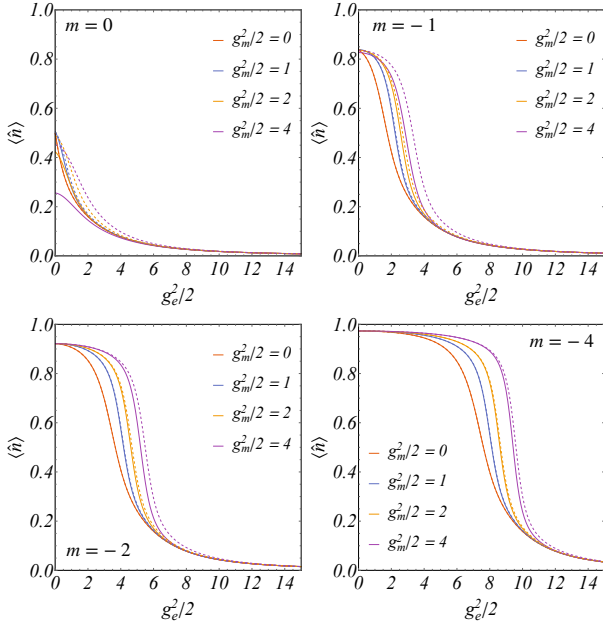 m = 0
g_m^2/2 = 0
g_m^2/2 = 1
g_m^2/2 = 2
g_m^2/2 = 4
⟨n̂⟩
1.0
0.8
0.6
0.4
0.2
0.0
0 2 4 6 8 10 12 14
g_e^2/2
m = −1
g_m^2/2 = 0
g_m^2/2 = 1
g_m^2/2 = 2
g_m^2/2 = 4
⟨n̂⟩
1.0
0.8
0.6
0.4
0.2
0.0
0 2 4 6 8 10 12 14
g_e^2/2
1.0
0.8
0.6
0.4
0.2
0.0
⟨n̂⟩
g_m^2/2 = 0
g_m^2/2 = 1
g_m^2/2 = 2
g_m^2/2 = 4
m = −2
0 2 4 6 8 10 12 14
g_e^2/2
1.0
0.8
0.6
0.4
0.2
0.0
⟨n̂⟩
m = −4
g_m^2/2 = 0
g_m^2/2 = 1
g_m^2/2 = 2
g_m^2/2 = 4
0 2 4 6 8 10 12 14
g_e^2/2